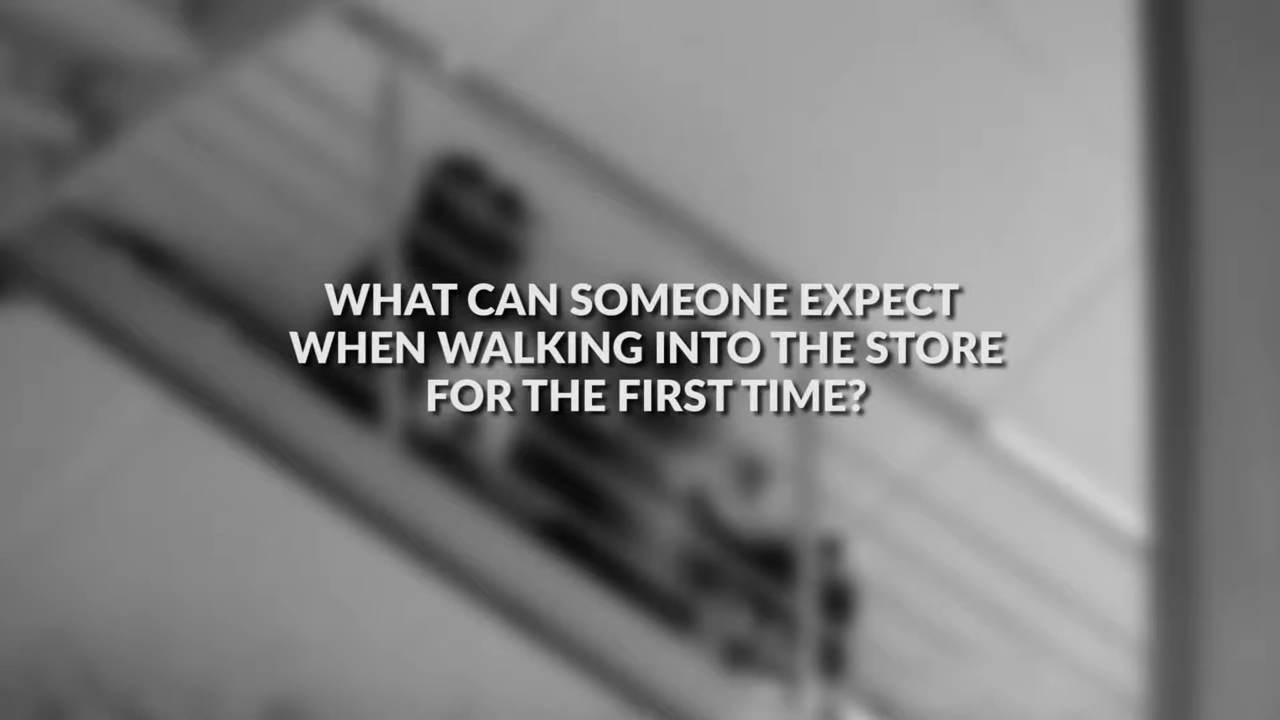 WHAT CAN SOMEONE EXPECT
WHEN WALKING INTO THE STORE
FOR THE FIRST TIME?